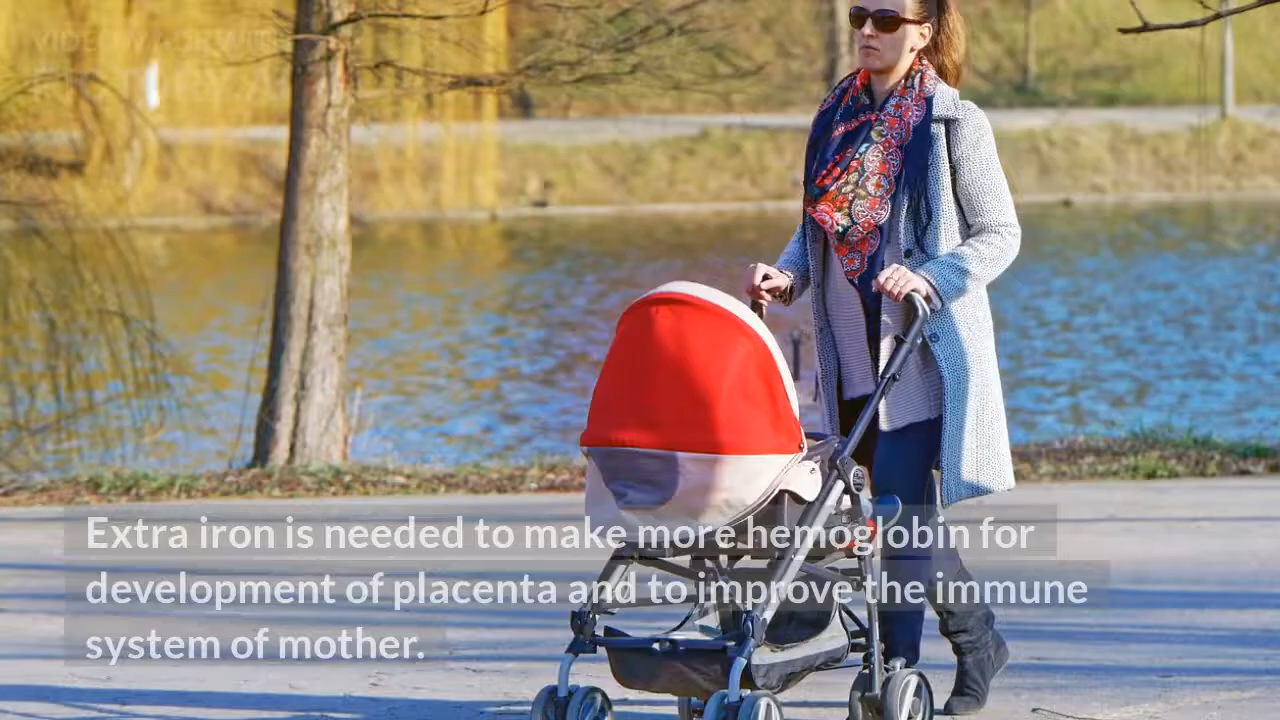 Extra iron is needed to make more hemoglobin for
development of placenta and to improve the immune
system of mother.